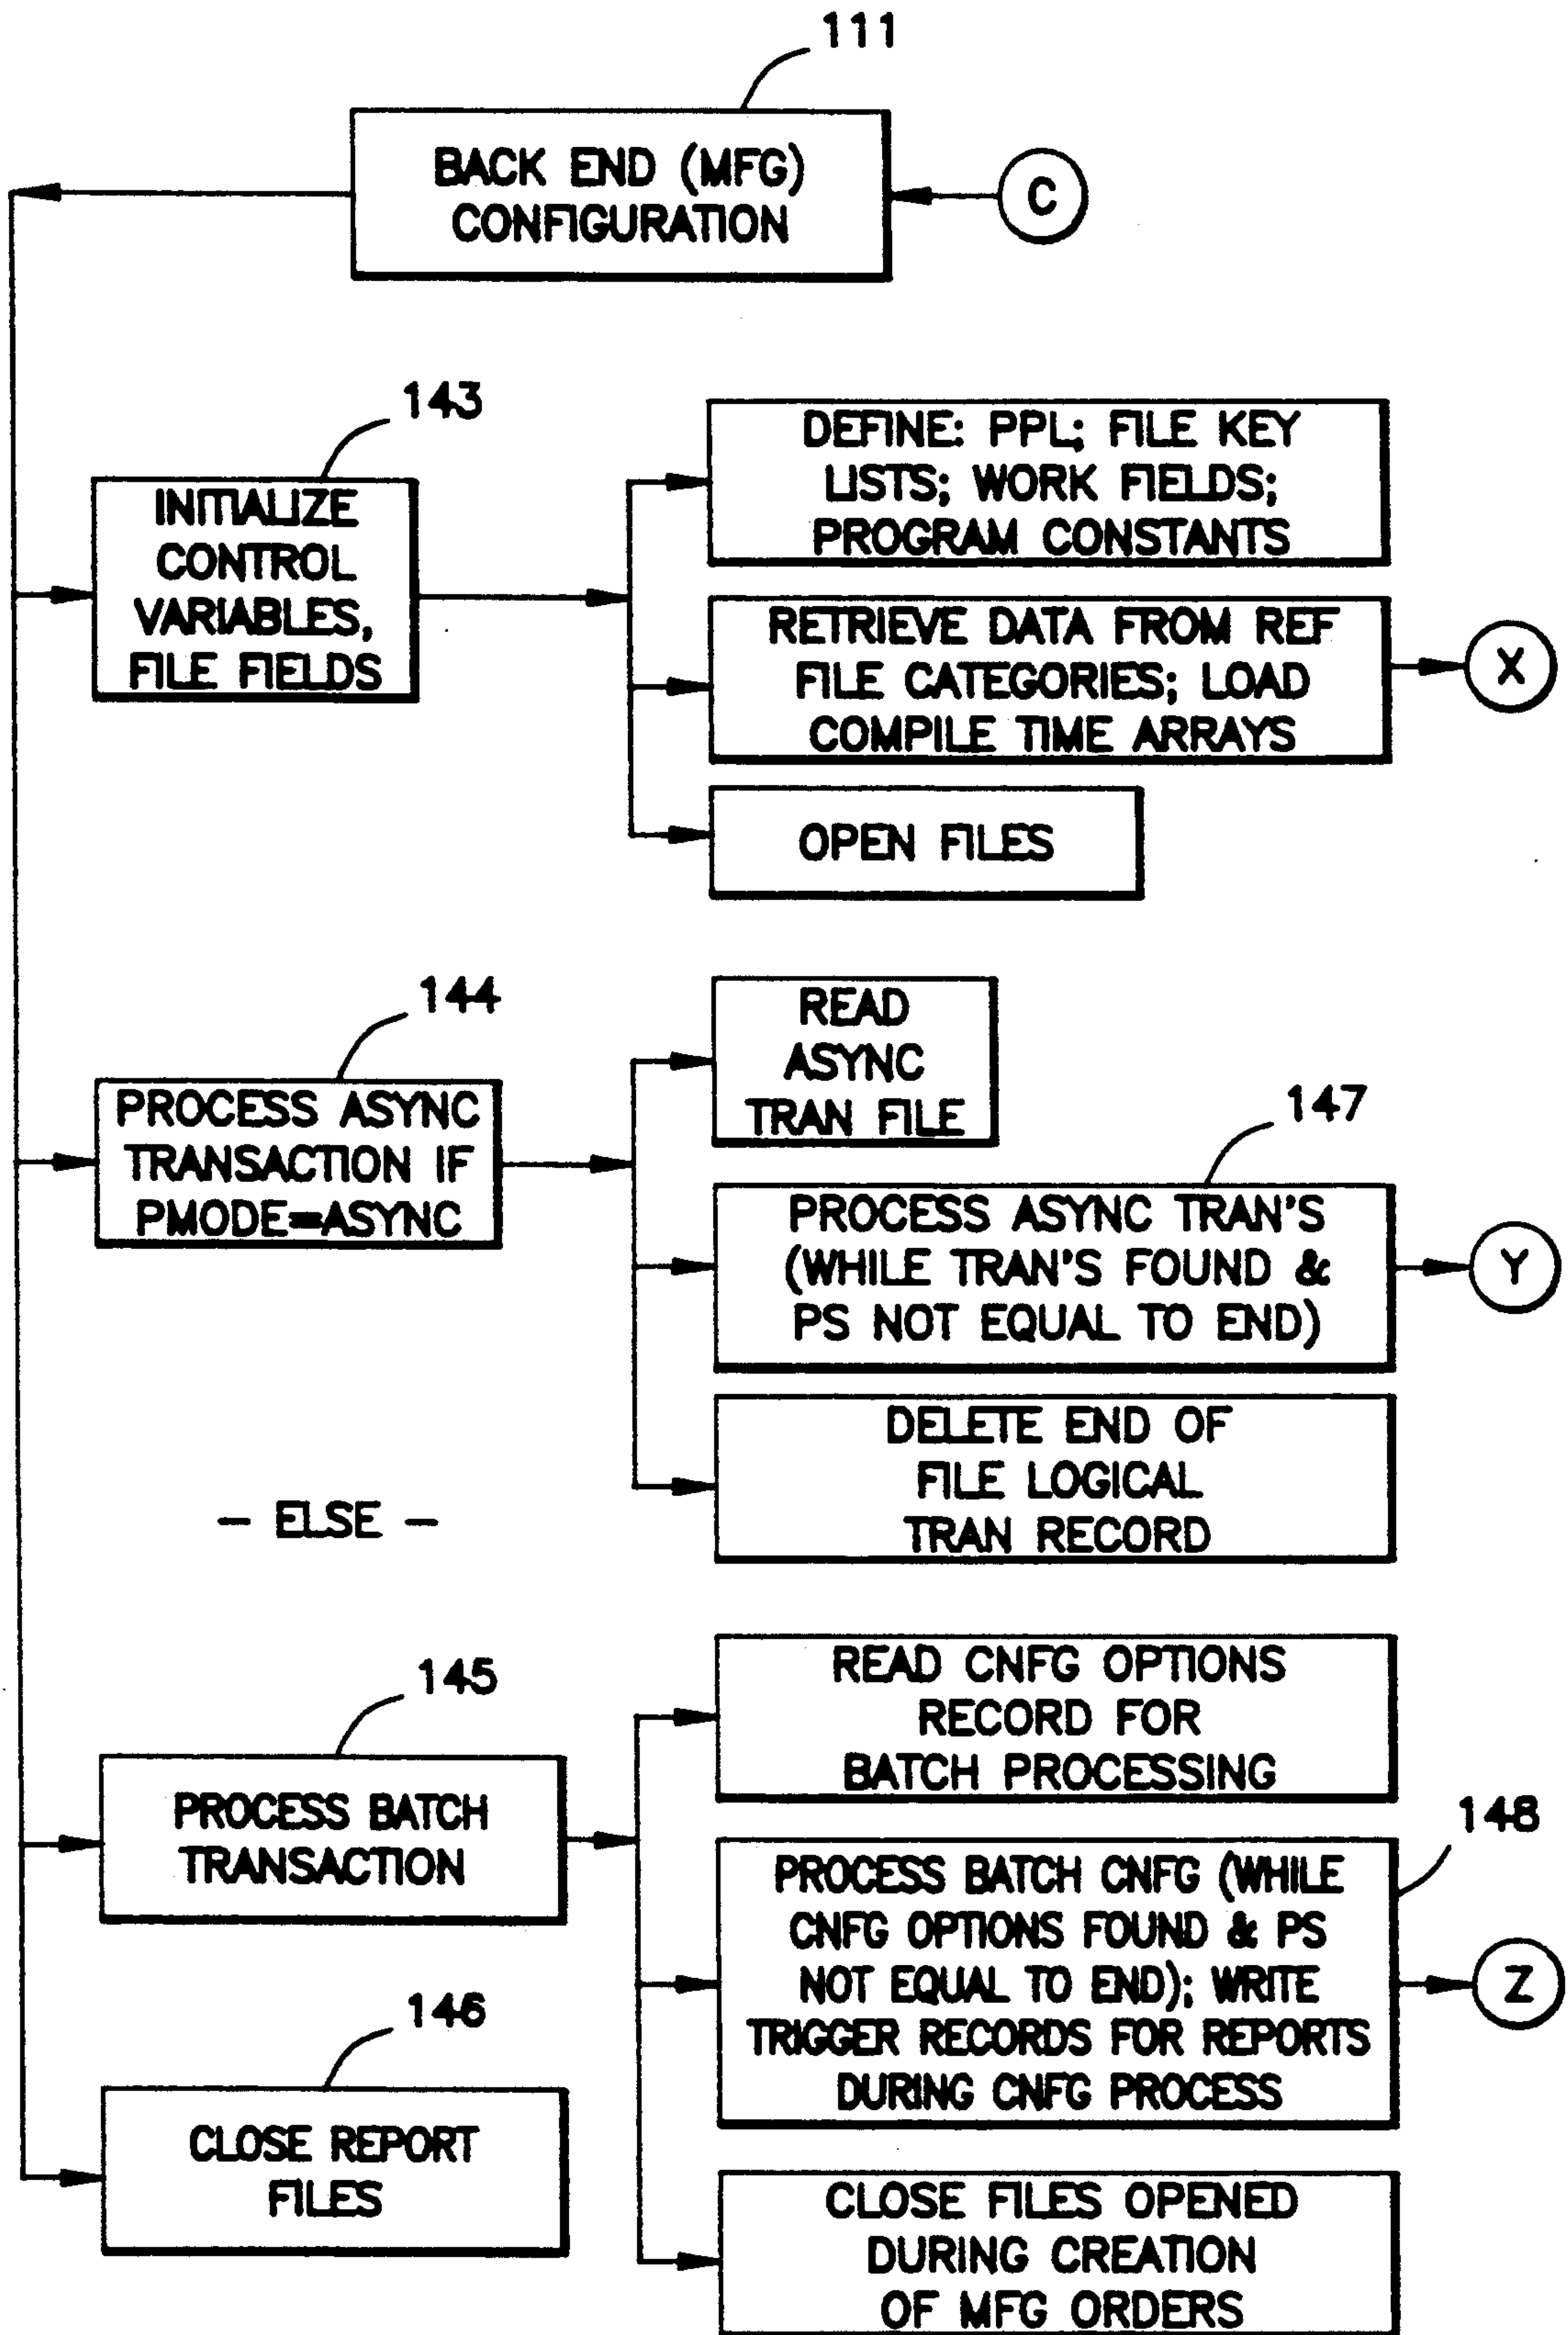 111
BACK END (MFG)
CONFIGURATION
C
143
INITIALIZE
CONTROL
VARIABLES,
FILE FIELDS
DEFINE: PPL; FILE KEY
LISTS; WORK FIELDS;
PROGRAM CONSTANTS
RETRIEVE DATA FROM REF
FILE CATEGORIES; LOAD
COMPILE TIME ARRAYS
X
OPEN FILES
144
PROCESS ASYNC
TRANSACTION IF
PMODE=ASYNC
READ
ASYNC
TRAN FILE
147
PROCESS ASYNC TRAN'S
(WHILE TRAN'S FOUND &
PS NOT EQUAL TO END)
Y
DELETE END OF
FILE LOGICAL
TRAN RECORD
- ELSE -
145
PROCESS BATCH
TRANSACTION
READ CNFG OPTIONS
RECORD FOR
BATCH PROCESSING
148
PROCESS BATCH CNFG (WHILE
CNFG OPTIONS FOUND & PS
NOT EQUAL TO END); WRITE
TRIGGER RECORDS FOR REPORTS
DURING CNFG PROCESS
Z
146
CLOSE REPORT
FILES
CLOSE FILES OPENED
DURING CREATION
OF MFG ORDERS